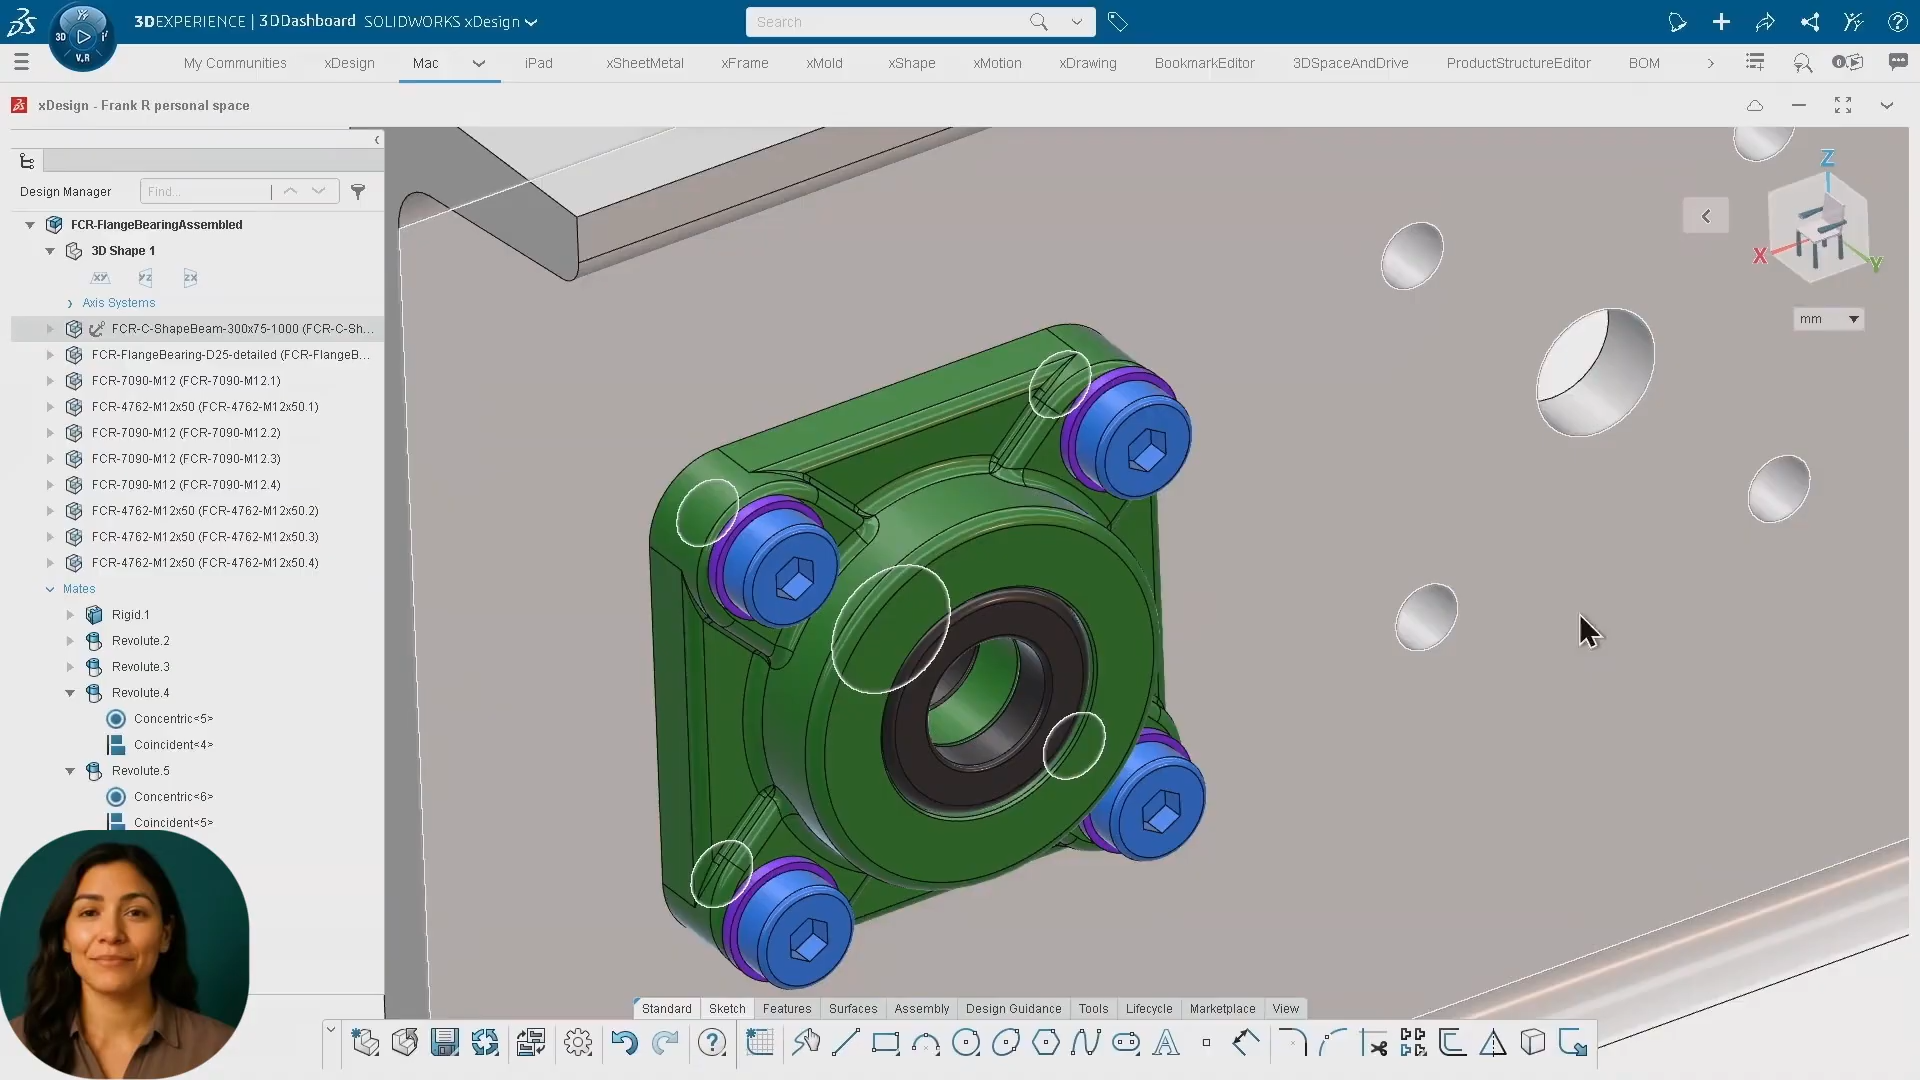 3DEXPERIENCE | 3DDashboard SOLIDWORKS xDesign
Search
3D
V.R
My Communities
xDesign
Mac
iPad
xSheetMetal
xFrame
xMold
xShape
xMotion
xDrawing
BookmarkEditor
3DSpaceAndDrive
ProductStructureEditor
BOM
xDesign - Frank R personal space
Design Manager
Find...
FCR-FlangeBearingAssembled
3D Shape 1
XY YZ ZX
Axis Systems
FCR-C-ShapeBeam-300x75-1000 (FCR-C-Sh...
FCR-FlangeBearing-D25-detailed (FCR-FlangeB...
FCR-7090-M12 (FCR-7090-M12.1)
FCR-4762-M12x50 (FCR-4762-M12x50.1)
FCR-7090-M12 (FCR-7090-M12.2)
FCR-7090-M12 (FCR-7090-M12.3)
FCR-7090-M12 (FCR-7090-M12.4)
FCR-4762-M12x50 (FCR-4762-M12x50.2)
FCR-4762-M12x50 (FCR-4762-M12x50.3)
FCR-4762-M12x50 (FCR-4762-M12x50.4)
Mates
Rigid.1
Revolute.2
Revolute.3
Revolute.4
Concentric<5>
Coincident<4>
Revolute.5
Concentric<6>
Coincident<5>
Z
X
Y
mm
Standard
Sketch
Features
Surfaces
Assembly
Design Guidance
Tools
Lifecycle
Marketplace
View